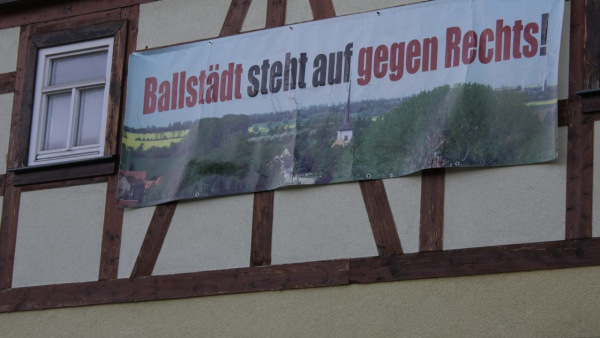 Ballstädt steht auf gegen Rechts!